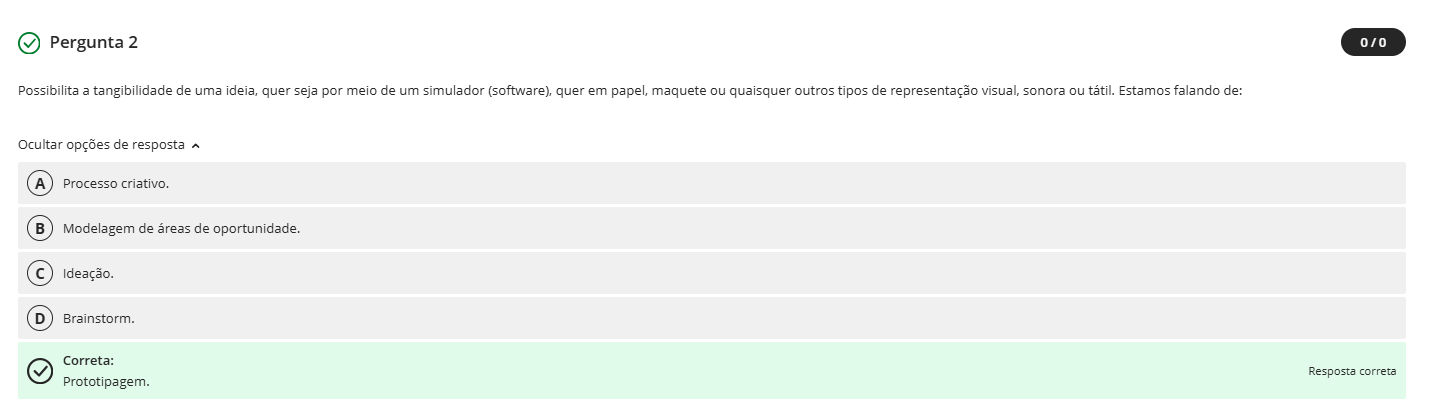 Pergunta 2
0 / 0
Possibilita a tangibilidade de uma ideia, quer seja por meio de um simulador (software), quer em papel, maquete ou quaisquer outros tipos de representação visual, sonora ou tátil. Estamos falando de:
Ocultar opções de resposta
A Processo criativo.
B Modelagem de áreas de oportunidade.
C Ideação.
D Brainstorm.
Correta:
Prototipagem.
Resposta correta